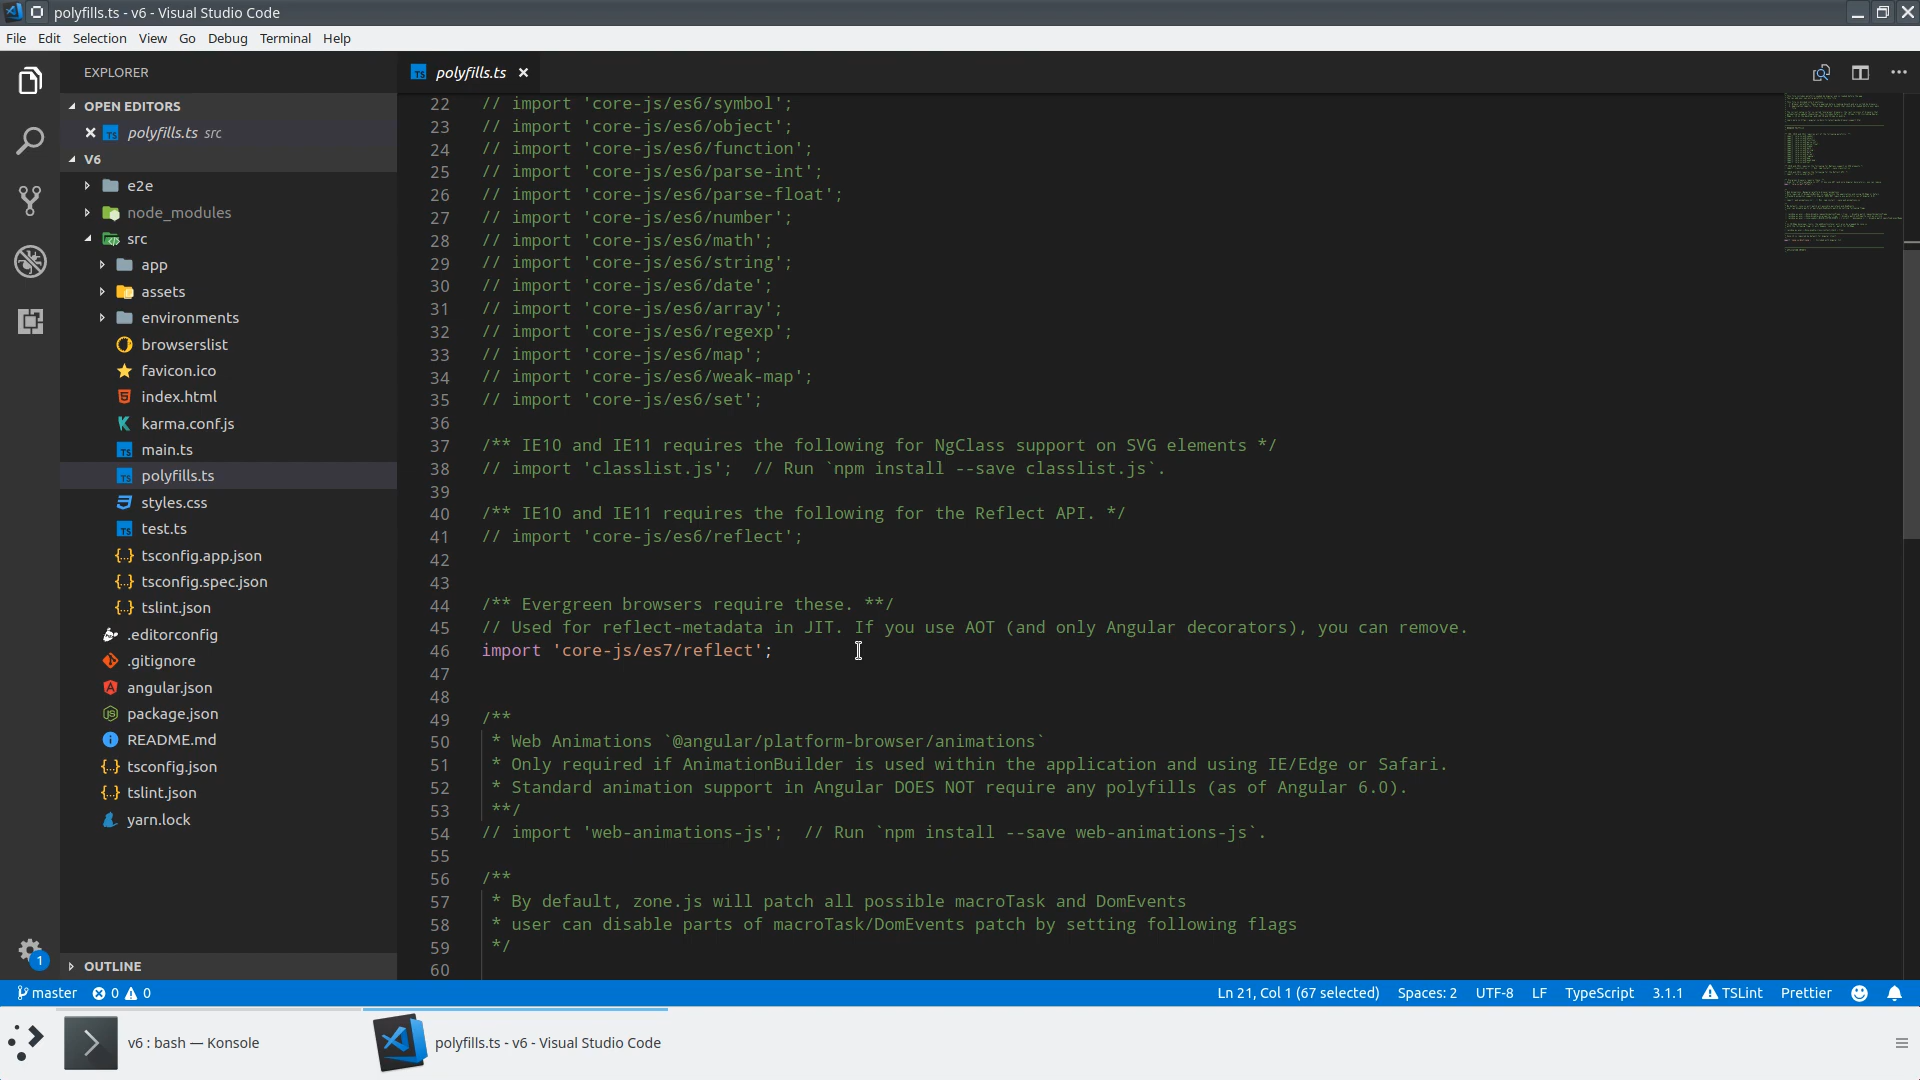 polyfills.ts - v6 - Visual Studio Code
File Edit Selection View Go Debug Terminal Help
EXPLORER
OPEN EDITORS
polyfills.ts src
V6
e2e
node_modules
src
app
assets
environments
browserslist
favicon.ico
index.html
karma.conf.js
main.ts
polyfills.ts
styles.css
test.ts
tsconfig.app.json
tsconfig.spec.json
tslint.json
.editorconfig
.gitignore
angular.json
package.json
README.md
tsconfig.json
tslint.json
yarn.lock
OUTLINE
1
polyfills.ts
22 // import 'core-js/es6/symbol';
23 // import 'core-js/es6/object';
24 // import 'core-js/es6/function';
25 // import 'core-js/es6/parse-int';
26 // import 'core-js/es6/parse-float';
27 // import 'core-js/es6/number';
28 // import 'core-js/es6/math';
29 // import 'core-js/es6/string';
30 // import 'core-js/es6/date';
31 // import 'core-js/es6/array';
32 // import 'core-js/es6/regexp';
33 // import 'core-js/es6/map';
34 // import 'core-js/es6/weak-map';
35 // import 'core-js/es6/set';
36
37 /** IE10 and IE11 requires the following for NgClass support on SVG elements */
38 // import 'classlist.js';  // Run `npm install --save classlist.js`.
39
40 /** IE10 and IE11 requires the following for the Reflect API. */
41 // import 'core-js/es6/reflect';
42
43
44 /** Evergreen browsers require these. **/
45 // Used for reflect-metadata in JIT. If you use AOT (and only Angular decorators), you can remove.
46 import 'core-js/es7/reflect';
47
48
49 /**
50 * Web Animations `@angular/platform-browser/animations`
51 * Only required if AnimationBuilder is used within the application and using IE/Edge or Safari.
52 * Standard animation support in Angular DOES NOT require any polyfills (as of Angular 6.0).
53 **/
54 // import 'web-animations-js';  // Run `npm install --save web-animations-js`.
55
56 /**
57 * By default, zone.js will patch all possible macroTask and DomEvents
58 * user can disable parts of macroTask/DomEvents patch by setting following flags
59 */
60
master 0 0 Ln 21, Col 1 (67 selected) Spaces: 2 UTF-8 LF TypeScript 3.1.1 TSLint Prettier
v6 : bash — Konsole
polyfills.ts - v6 - Visual Studio Code